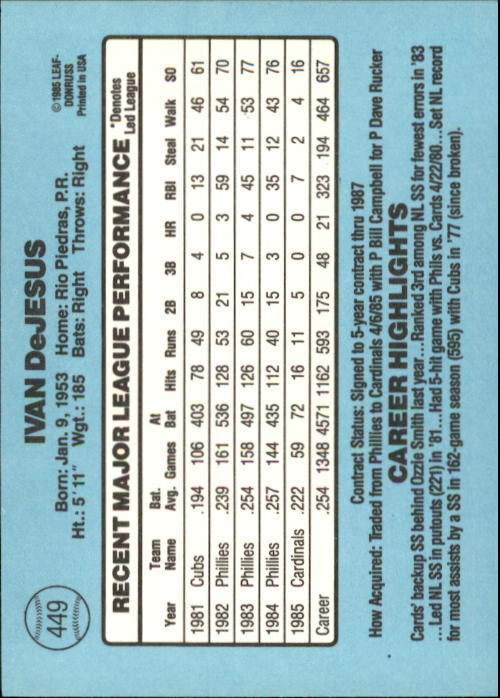 449
IVAN DeJESUS
©1985 LEAF-
DONRUSS
Printed in USA
Born: Jan. 9, 1953 Home: Rio Piedras, P.R.
Ht.: 5' 11" Wgt.: 185 Bats: Right Throws: Right
RECENT MAJOR LEAGUE PERFORMANCE *Denotes Led League
Year Team Name Bat. Avg. Games At Bat Hits Runs 2B 3B HR RBI Steal Walk SO
1981 Cubs .194 106 403 78 49 8 4 0 13 21 46 61
1982 Phillies .239 161 536 128 53 21 5 3 59 14 54 70
1983 Phillies .254 158 497 126 60 15 7 4 45 11 53 77
1984 Phillies .257 144 435 112 40 15 3 0 35 12 43 76
1985 Cardinals .222 59 72 16 11 5 0 0 7 2 4 16
Career .254 1348 4571 1162 593 175 48 21 323 194 464 657
Contract Status: Signed to 5-year contract thru 1987
How Acquired: Traded from Phillies to Cardinals 4/6/85 with P Bill Campbell for P Dave Rucker
CAREER HIGHLIGHTS
Cards' backup SS behind Ozzie Smith last year...Ranked 3rd among NL SS for fewest errors in '83
...Led NL SS in putouts (221) in '81...Had 5-hit game with Phils vs. Cards 4/22/80...Set NL record
for most assists by a SS in 162-game season (595) with Cubs in '77 (since broken).